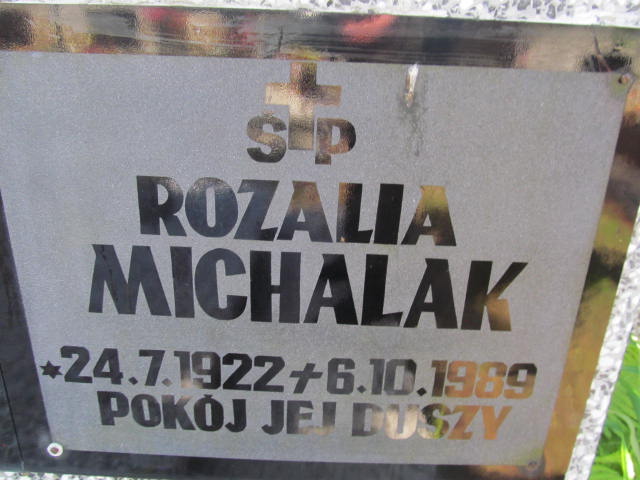 ŚP
ROZALIA
MICHALAK
*24.7.1922 + 6.10.1989
POKÓJ JEJ DUSZY